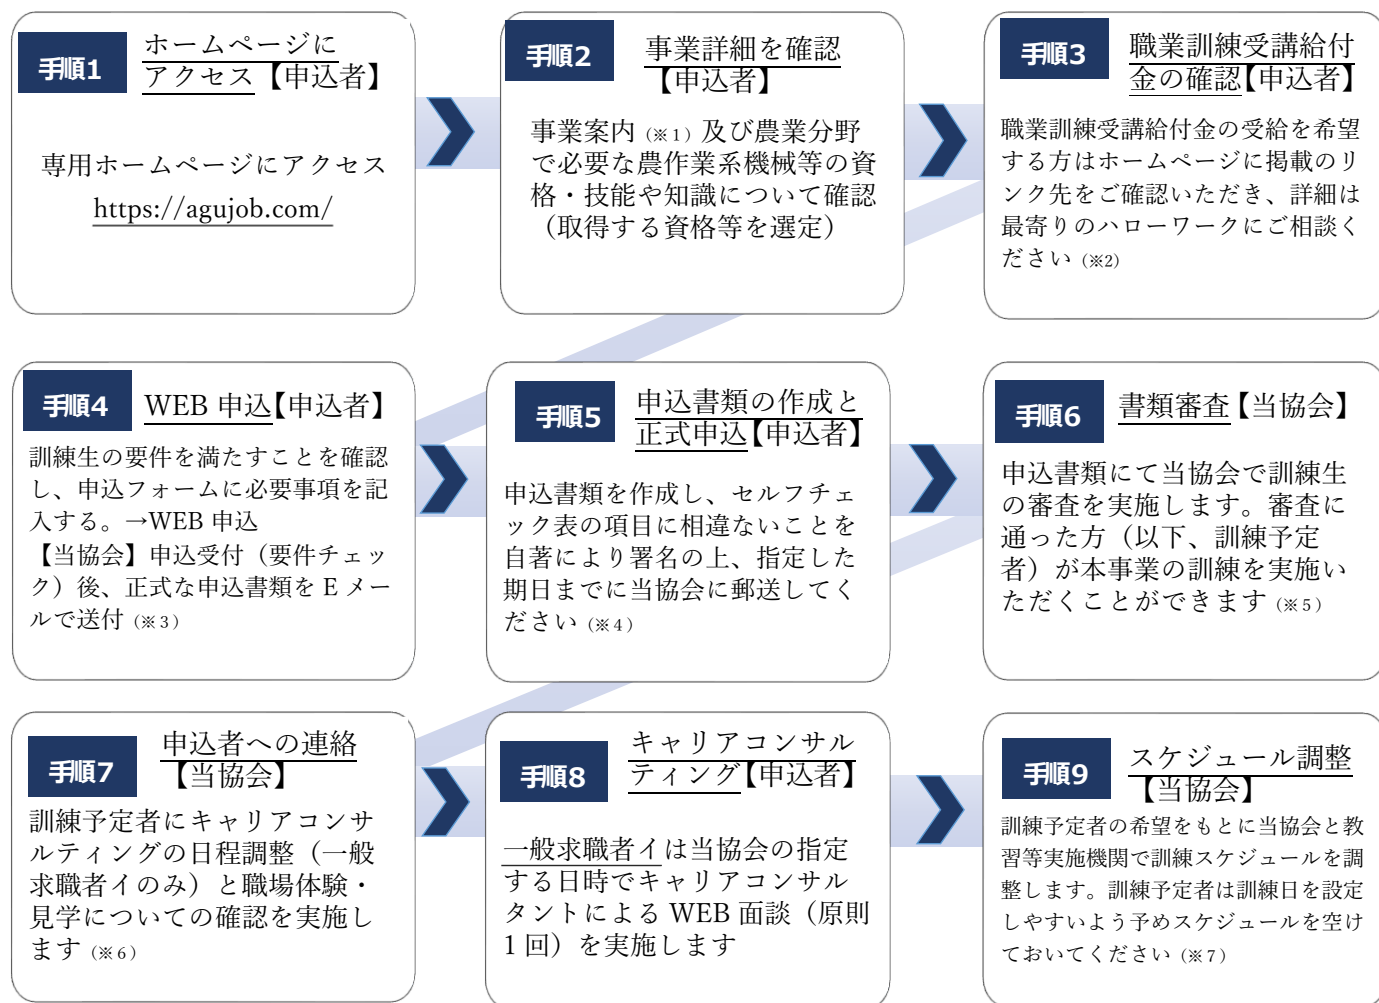 手順1
ホームページに
アクセス【申込者】
専用ホームページにアクセス
https://agujob.com/
手順2
事業詳細を確認
【申込者】
事業案内（※1）及び農業分野
で必要な農作業系機械等の資
格・技能や知識について確認
（取得する資格等を選定）
手順3
職業訓練受講給付
金の確認【申込者】
職業訓練受講給付金の受給を希望
する方はホームページに掲載のリ
ンク先をご確認いただき、詳細は
最寄りのハローワークにご相談く
ださい（※2）
手順4
WEB 申込【申込者】
訓練生の要件を満たすことを確認
し、申込フォームに必要事項を記
入する。→WEB 申込
【当協会】申込受付（要件チェッ
ク）後、正式な申込書類を E メー
ルで送付（※3）
手順5
申込書類の作成と
正式申込【申込者】
申込書類を作成し、セルフチェ
ック表の項目に相違ないことを
自著により署名の上、指定した
期日までに当協会に郵送してく
ださい（※4）
手順6
書類審査【当協会】
申込書類にて当協会で訓練生
の審査を実施します。審査に
通った方（以下、訓練予定
者）が本事業の訓練を実施い
ただくことができます（※5）
手順7
申込者への連絡
【当協会】
訓練予定者にキャリアコンサ
ルティングの日程調整（一般
求職者イのみ）と職場体験・
見学についての確認を実施し
ます（※6）
手順8
キャリアコンサル
ティング【申込者】
一般求職者イは当協会の指定
する日時でキャリアコンサル
タントによる WEB 面談（原則
1 回）を実施します
手順9
スケジュール調整
【当協会】
訓練予定者の希望をもとに当協会と教
習等実施機関で訓練スケジュールを調
整します。訓練予定者は訓練日を設定
しやすいよう予めスケジュールを空け
ておいてください（※7）